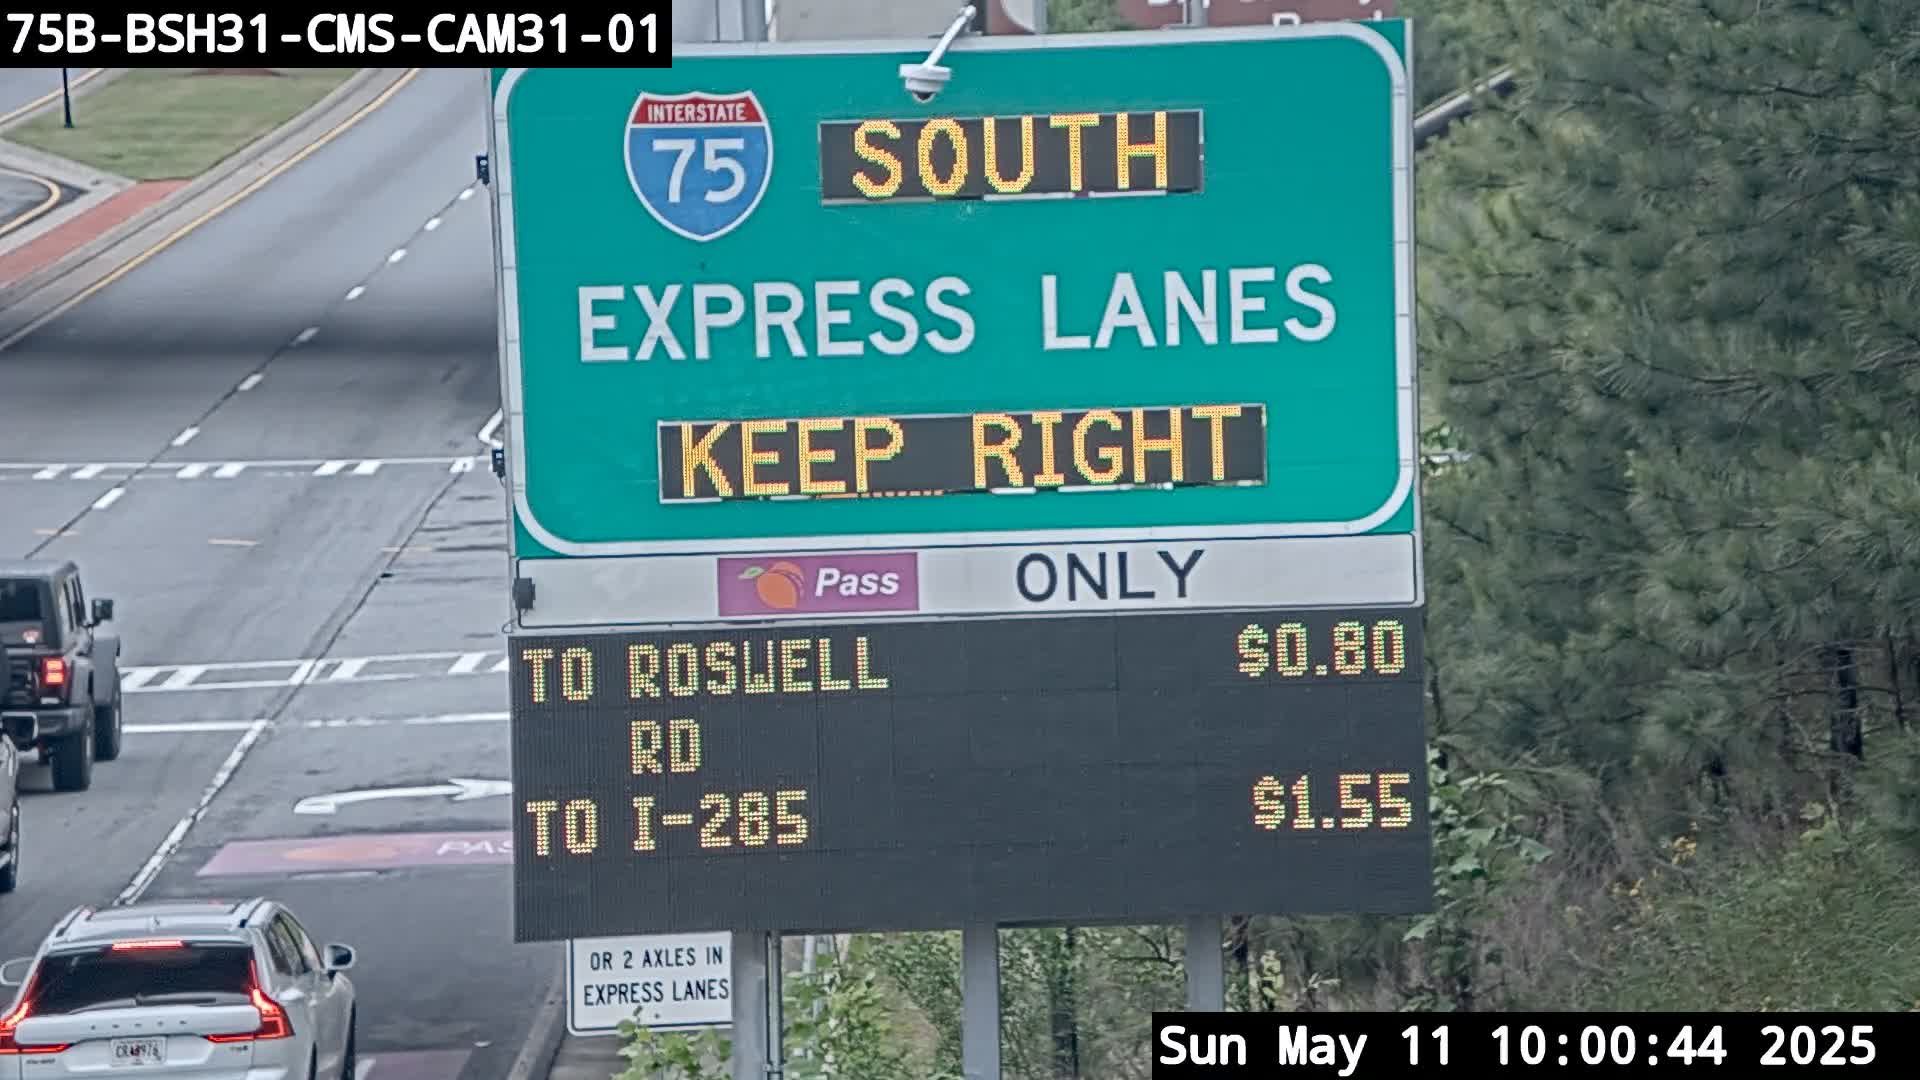 75B-BSH31-CMS-CAM31-01
INTERSTATE
75
SOUTH
EXPRESS LANES
KEEP RIGHT
Pass ONLY
TO ROSWELL $0.80
RD
TO I-285 $1.55
PAS
OR 2 AXLES IN
EXPRESS LANES
Sun May 11 10:00:44 2025